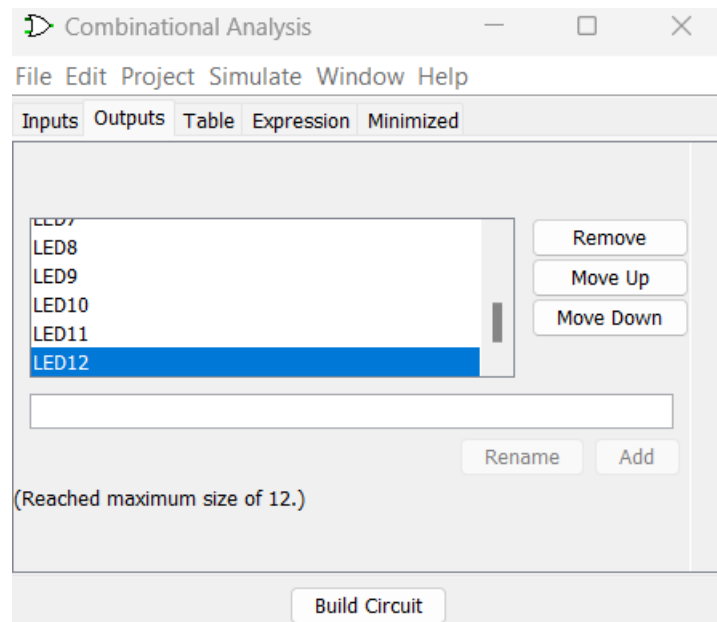 Combinational Analysis
File Edit Project Simulate Window Help
Inputs Outputs Table Expression Minimized
LED7
LED8
LED9
LED10
LED11
LED12
Remove
Move Up
Move Down
Rename Add
(Reached maximum size of 12.)
Build Circuit